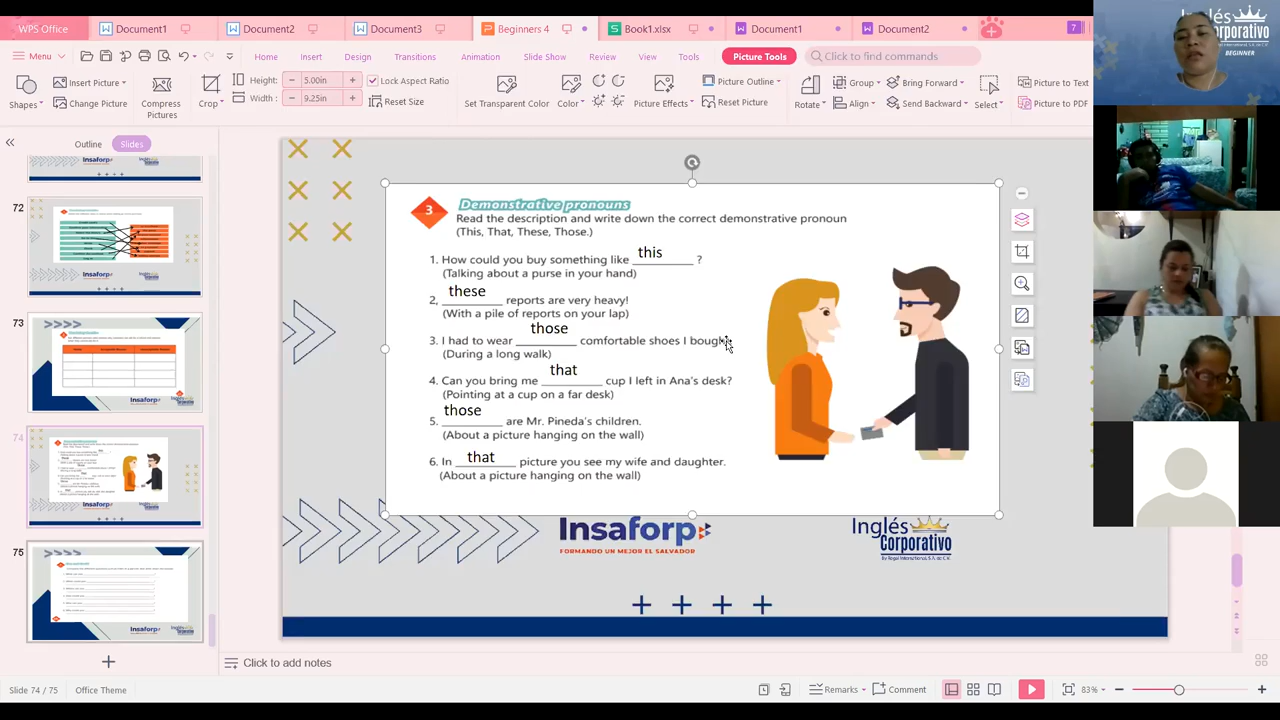 WPS Office
Document1
Document2
Document3
Beginners 4
Book1.xlsx
Document1
Document2
7
Menu
Home
Insert
Design
Transitions
Animation
Slide Show
Review
View
Picture Tools
Click to find commands
Shapes
Insert Picture
Change Picture
Compress
Pictures
Crop
Height:
5.00in
Width :
9.25in
Lock Aspect Ratio
Reset Size
Set Transparent Color
Color
Picture Effects
Picture Outline
Reset Picture
Rotate
Group
Align
Bring Forward
Send Backward
Select
Picture to Text
Picture to PDF
Outline
Slides
72
73
74
75
3
Demonstrative pronouns
Read the description and write down the correct demonstrative pronoun
(This, That, These, Those.)
1. How could you buy something like this ?
(Talking about a purse in your hand)
2, these reports are very heavy!
(With a pile of reports on your lap)
3. I had to wear those comfortable shoes I bought
(During a long walk)
4. Can you bring me that cup I left in Ana's desk?
(Pointing at a cup on a far desk)
5. those are Mr. Pineda's children.
(About a picture hanging on the wall)
6. In that picture you see my wife and daughter.
(About a picture hanging on the wall)
Insaforp
FORMANDO UN MEJOR EL SALVADOR
Inglés
Corporativo
by Regal International, S.A. de C.V.
Click to add notes
Slide 74 / 75
Office Theme
Remarks
Comment
83%
Inglés
Corporativo
BEGINNER